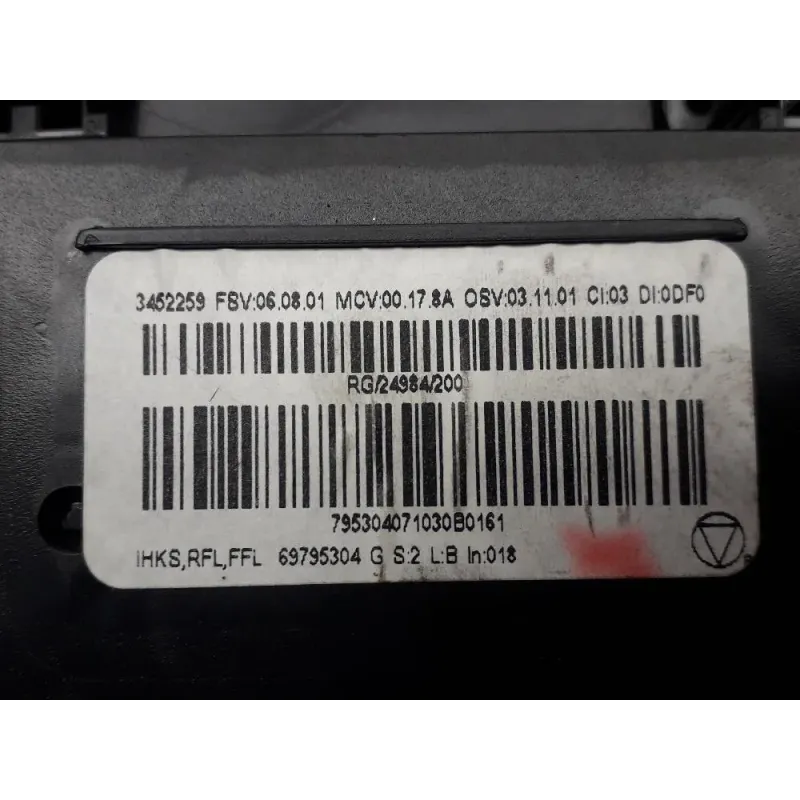 3452259 FSV:06.08.01 MCV:00.17.8A OSV:03.11.01 CI:03 DI:0DF0
RG/24984/200
795304071030B0161
IHKS,RFL,FFL 69795304 G S:2 L:B In:018